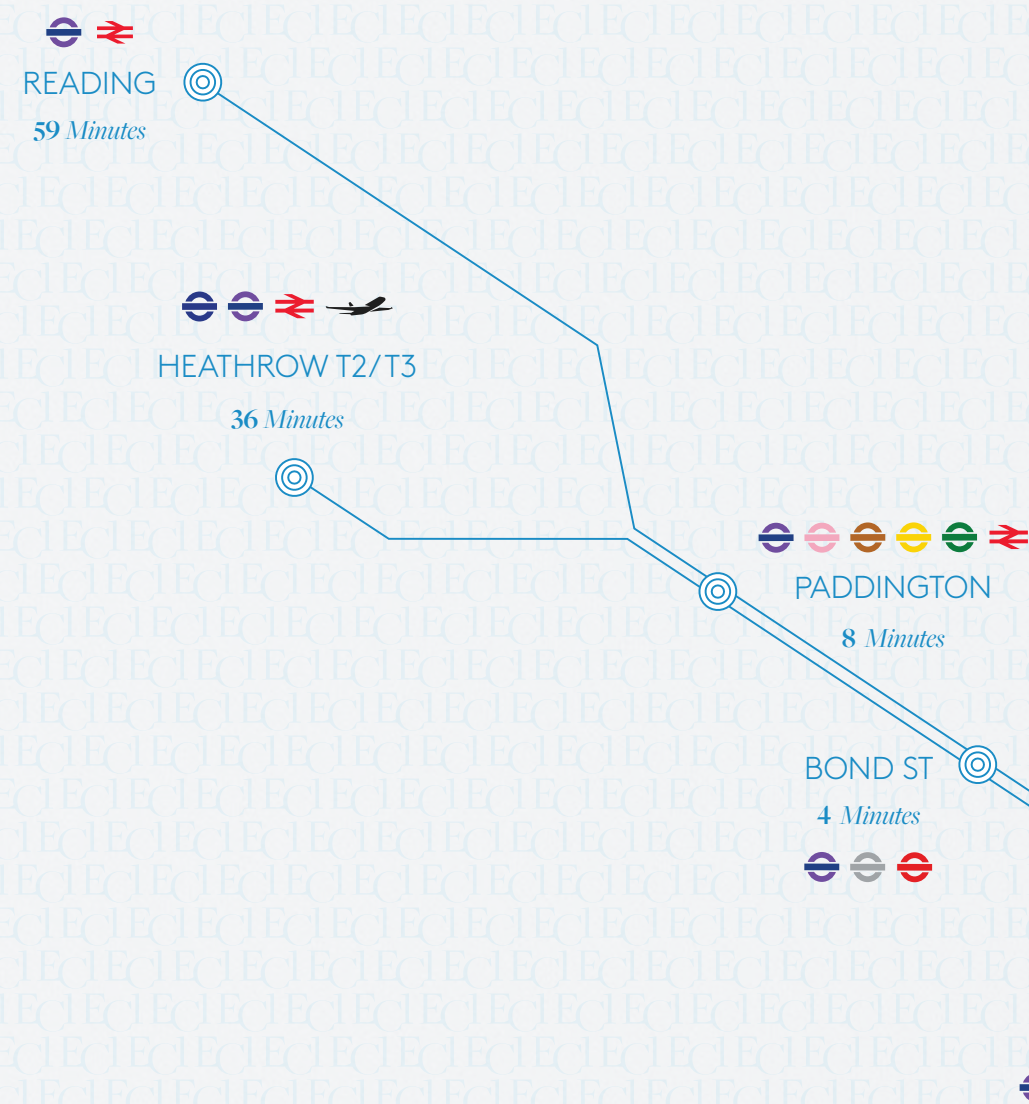 READING
59 Minutes
HEATHROW T2/T3
36 Minutes
PADDINGTON
8 Minutes
BOND ST
4 Minutes